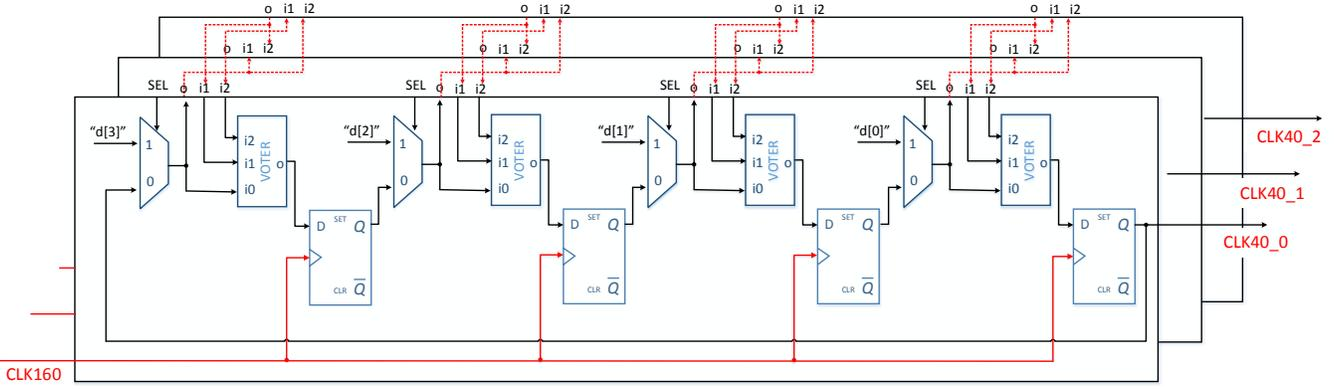 o i1 i2 o i1 i2 o i1 i2 o i1 i2
o i1 i2 o i1 i2 o i1 i2 o i1 i2
SEL o i1 i2 SEL o i1 i2 SEL o i1 i2 SEL o i1 i2
"d[3]" 1 0 i2 i1 i0 VOTER o
D SET Q CLR Q
"d[2]" 1 0 i2 i1 i0 VOTER o
D SET Q CLR Q
"d[1]" 1 0 i2 i1 i0 VOTER o
D SET Q CLR Q
"d[0]" 1 0 i2 i1 i0 VOTER o
D SET Q CLR Q
CLK40_2
CLK40_1
CLK40_0
CLK160